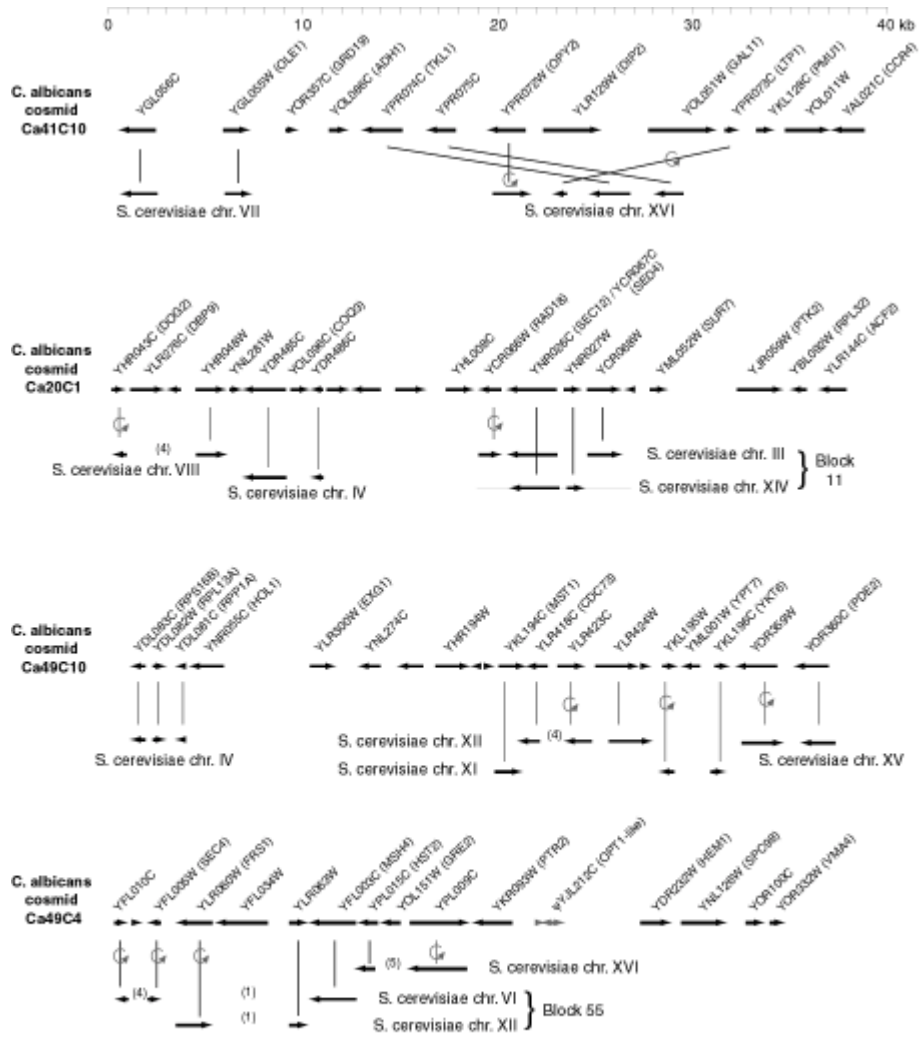 0 10 20 30 40 kb
YGL056C
YGL055W (OLE1)
YOR357C (GRD19)
YOL086C (ADH1)
YPR074C (TKL1)
YPR075C
YPR072W (OPY2)
YLR129W (DIP2)
YOL051W (GAL11)
YPR073C (LTP1)
YKL128C (PMU1)
YOL011W
YAL021C (CCR4)
C. albicans
cosmid
Ca41C10
S. cerevisiae chr. VII
S. cerevisiae chr. XVI
YHR043C (DOG2)
YLR276C (DBP9)
YHR046W
YNL281W
YDR485C
YOL096C (COQ3)
YDR486C
YHL009C
YCR066W (RAD18)
YNR026C (SEC12) / YCR067C
(SED4)
YNR027W
YCR068W
YML052W (SUR7)
YJR059W (PTK2)
YBL092W (RPL32)
YLR144C (ACF2)
C. albicans
cosmid
Ca20C1
(4)
S. cerevisiae chr. VIII
S. cerevisiae chr. IV
S. cerevisiae chr. III
S. cerevisiae chr. XIV
Block
11
YDL083C (RPS16B)
YDL082W (RPL13A)
YDL081C (RPP1A)
YNR055C (HOL1)
YLR300W (EXG1)
YNL274C
YHR194W
YKL194C (MST1)
YLR418C (CDC73)
YLR423C
YLR424W
YKL195W
YML001W (YPT7)
YKL196C (YKT6)
YOR359W
YOR360C (PDE2)
C. albicans
cosmid
Ca49C10
S. cerevisiae chr. IV
S. cerevisiae chr. XII
(4)
S. cerevisiae chr. XI
S. cerevisiae chr. XV
YFL010C
YFL005W (SEC4)
YLR060W (FRS1)
YFL034W
YLR063W
YFL003C (MSH4)
YPL015C (HST2)
YOL151W (GRE2)
YPL009C
YKR093W (PTR2)
ψYJL212C (OPT1-like)
YDR232W (HEM1)
YNL126W (SPC98)
YOR100C
YOR332W (VMA4)
C. albicans
cosmid
Ca49C4
(5)
S. cerevisiae chr. XVI
(4)
(1)
S. cerevisiae chr. VI
(1)
S. cerevisiae chr. XII
Block 55